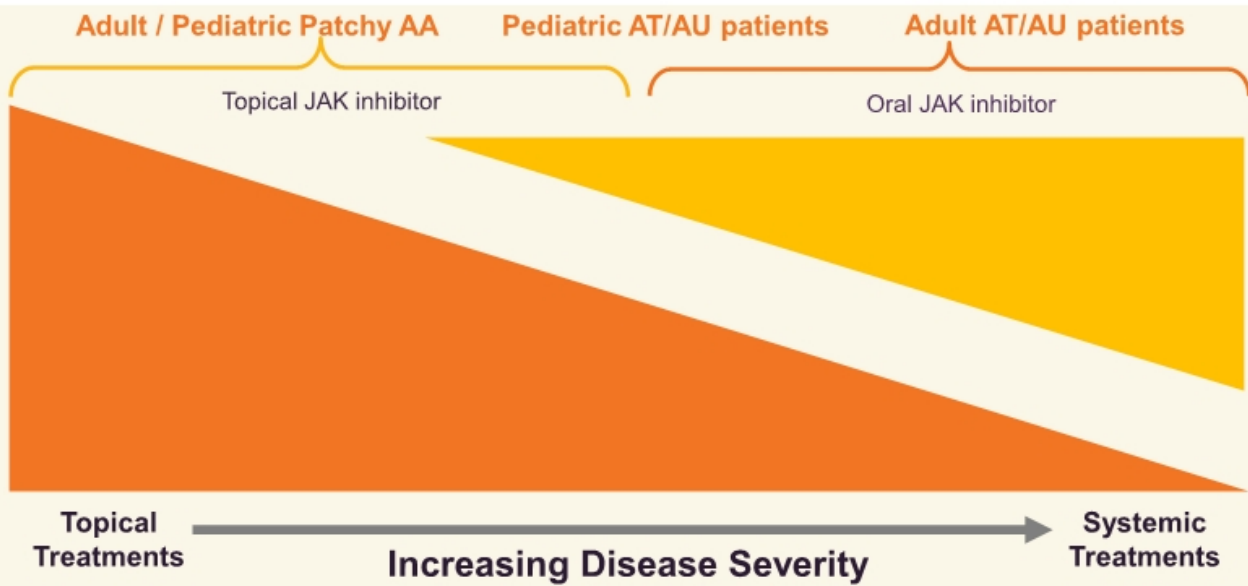 Adult / Pediatric Patchy AA
Pediatric AT/AU patients
Adult AT/AU patients
Topical JAK inhibitor
Oral JAK inhibitor
Topical
Treatments
Increasing Disease Severity
Systemic
Treatments